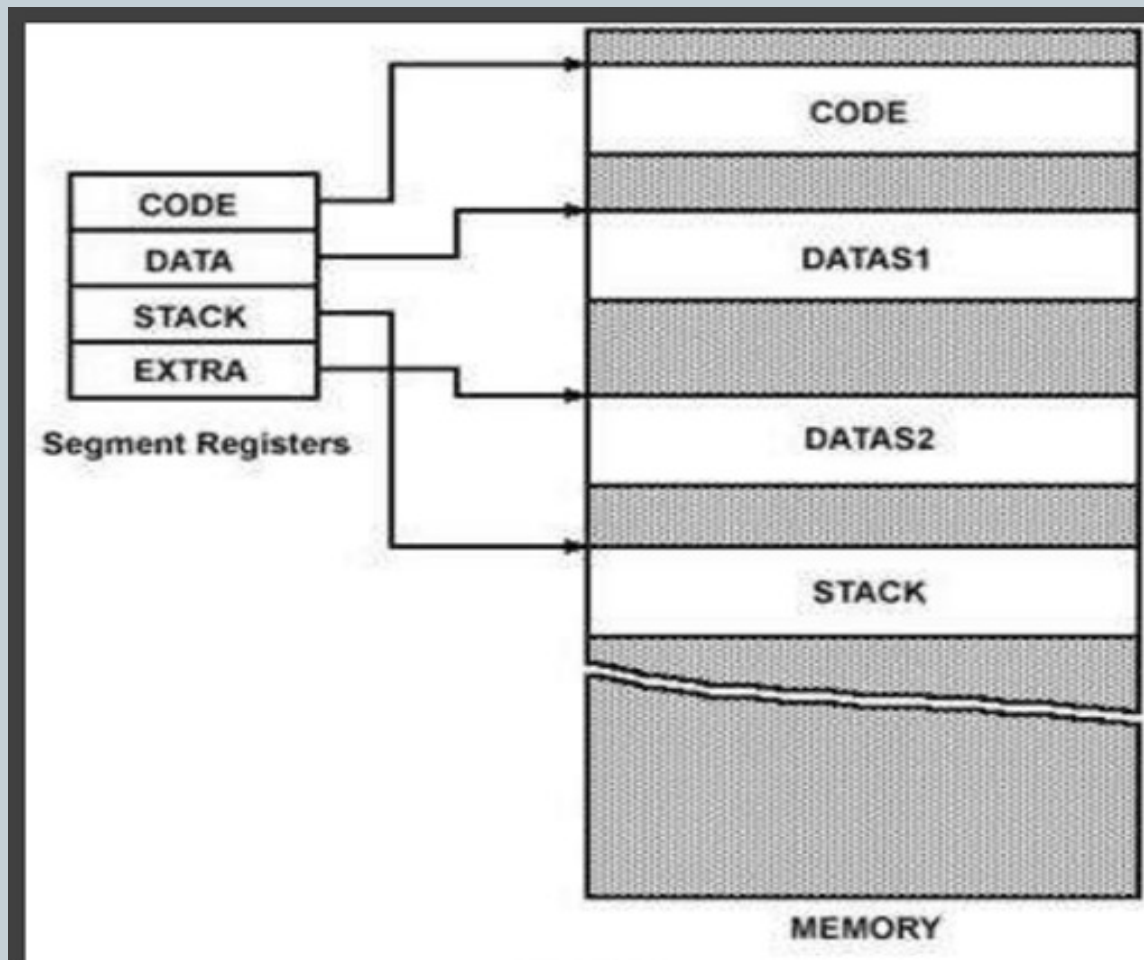 CODE
DATA
STACK
EXTRA
Segment Registers
CODE
DATAS1
DATAS2
STACK
MEMORY